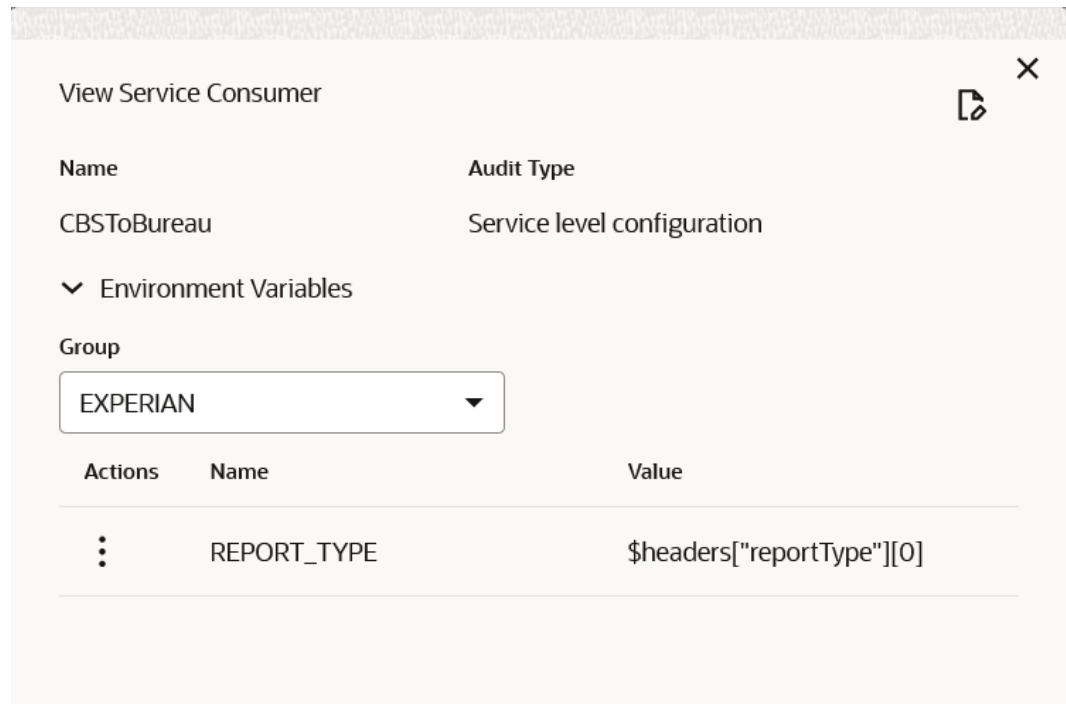 View Service Consumer
Name Audit Type
CBSToBureau Service level configuration
Environment Variables
Group
EXPERIAN
Actions Name Value
REPORT_TYPE $headers["reportType"][0]